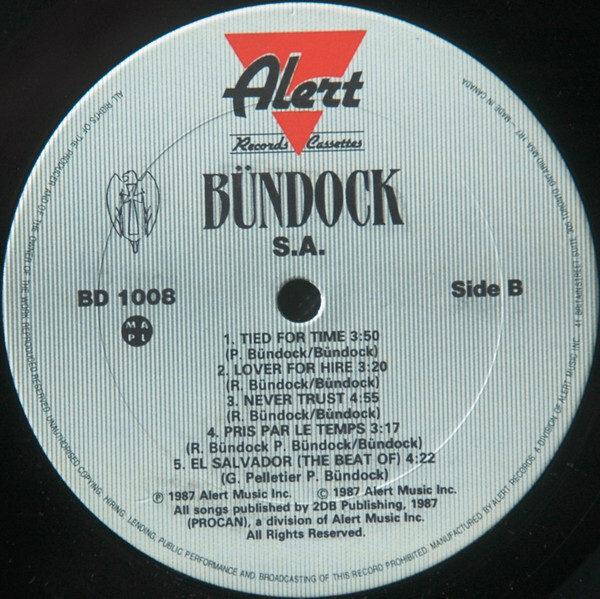 Alert
Records Cassettes
BÜNDOCK
S.A.
BD 1008
Side B
M A
P L
1. TIED FOR TIME 3:50
(P. Bündock/Bündock)
2. LOVER FOR HIRE 3:20
(R. Bündock/Bündock)
3. NEVER TRUST 4:55
(R. Bündock/Bündock)
4. PRIS PAR LE TEMPS 3:17
(R. Bündock P. Bündock/Bündock)
5. EL SALVADOR (THE BEAT OF) 4:22
(G. Pelletier P. Bündock)
℗ 1987 Alert Music Inc. © 1987 Alert Music Inc.
All songs published by 2DB Publishing, 1987
(PROCAN), a division of Alert Music Inc.
All Rights Reserved.
ALL RIGHTS OF THE PRODUCER AND OF THE OWNER OF THE WORK REPRODUCED RESERVED. UNAUTHORISED COPYING, HIRING, LENDING, PUBLIC PERFORMANCE AND BROADCASTING OF THIS RECORD PROHIBITED. MANUFACTURED BY ALERT RECORDS, A DIVISION OF ALERT MUSIC INC. 41 BRITAIN STREET SUITE 305 TORONTO ONTARIO M5A 1R7 · MADE IN CANADA